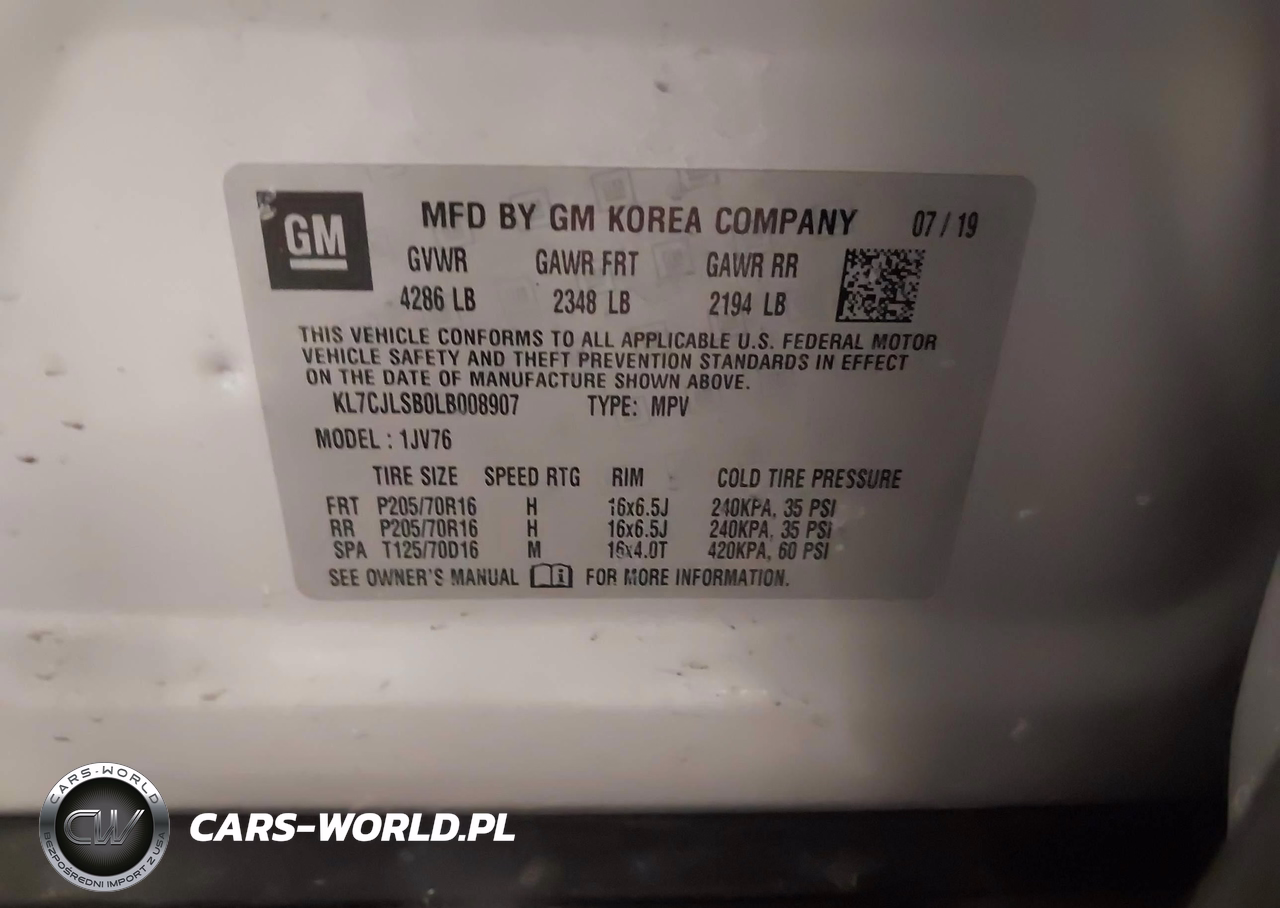 GM
MFD BY GM KOREA COMPANY 07 / 19
GVWR GAWR FRT GAWR RR
4286 LB 2348 LB 2194 LB
THIS VEHICLE CONFORMS TO ALL APPLICABLE U.S. FEDERAL MOTOR
VEHICLE SAFETY AND THEFT PREVENTION STANDARDS IN EFFECT
ON THE DATE OF MANUFACTURE SHOWN ABOVE.
KL7CJLSB0LB008907 TYPE: MPV
MODEL : 1JV76
TIRE SIZE SPEED RTG RIM COLD TIRE PRESSURE
FRT P205/70R16 H 16x6.5J 240KPA, 35 PSI
RR P205/70R16 H 16x6.5J 240KPA, 35 PSI
SPA T125/70D16 M 16x4.0T 420KPA, 60 PSI
SEE OWNER'S MANUAL i FOR MORE INFORMATION.
CARS-WORLD
CW
BEZPOŚREDNI IMPORT Z USA
CARS-WORLD.PL